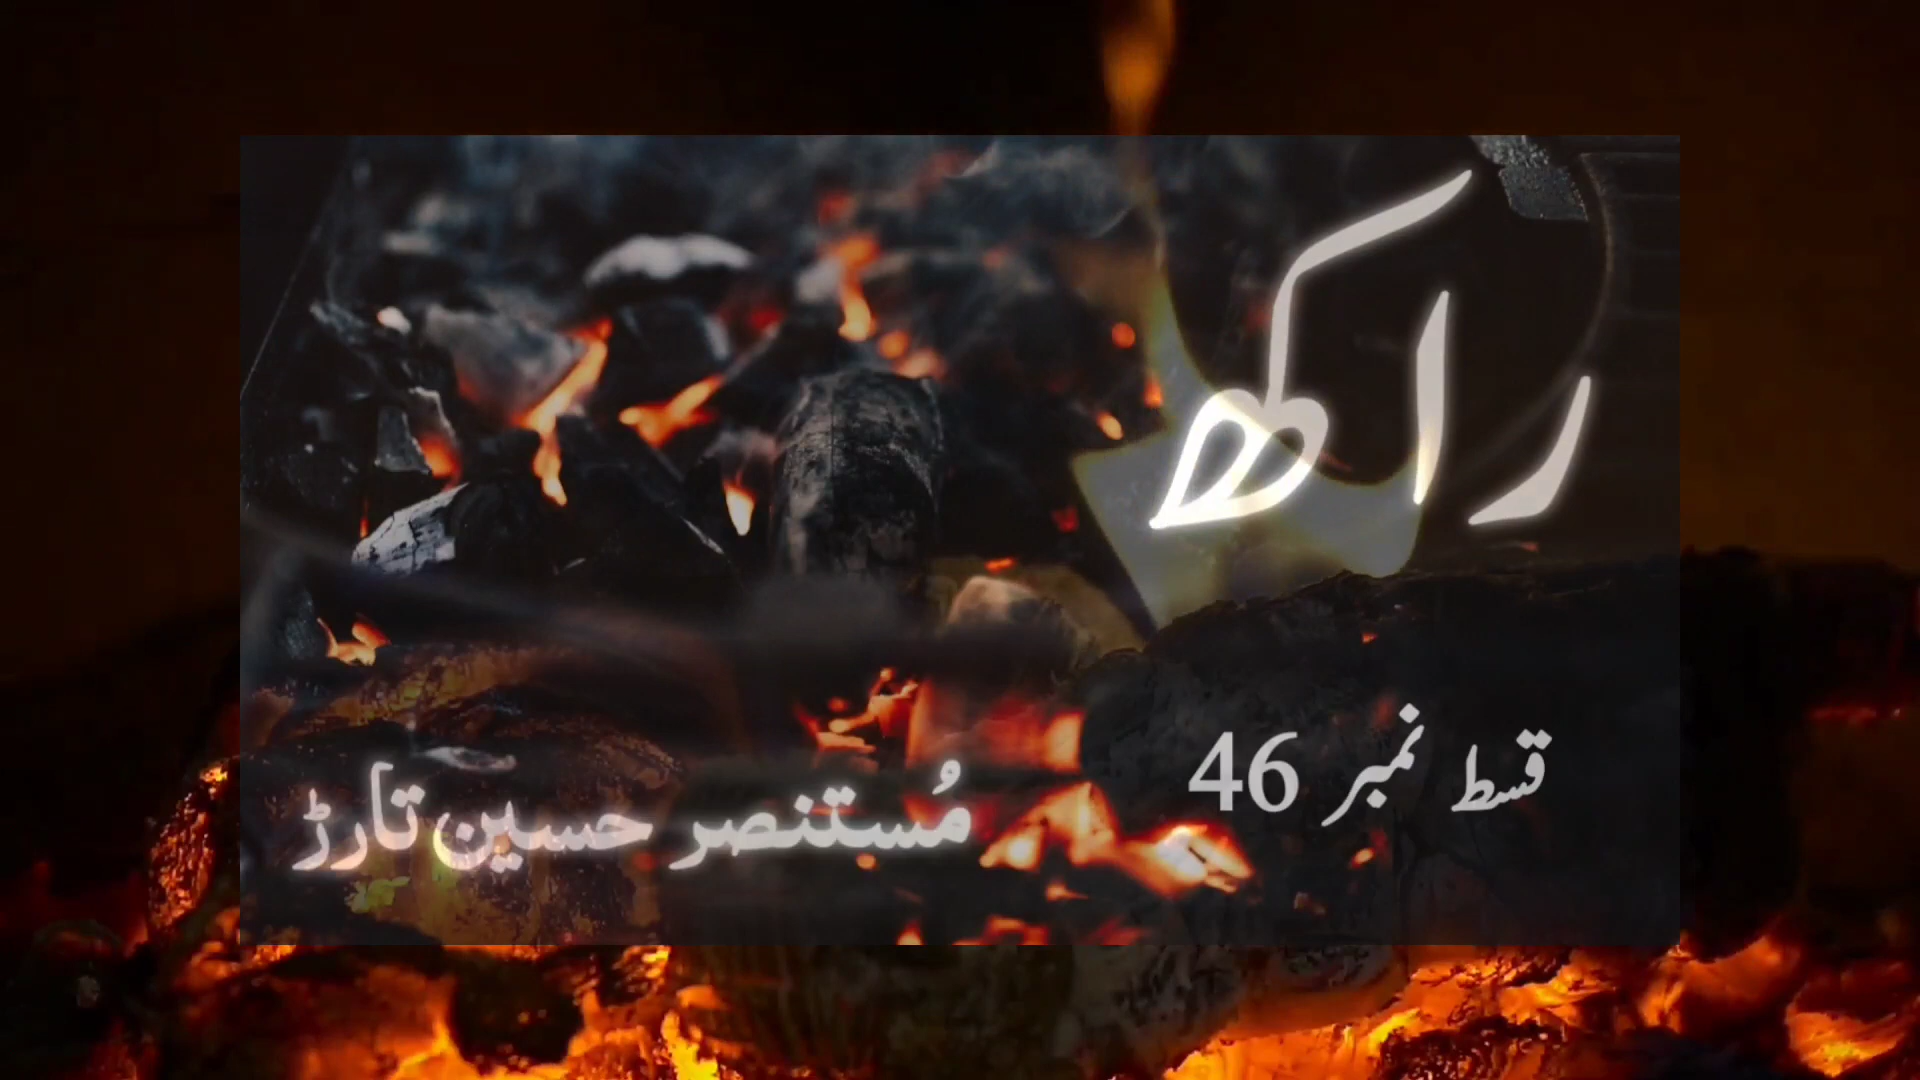 راکھ
قسط نمبر 46
مُستنصر حسین تارڑ